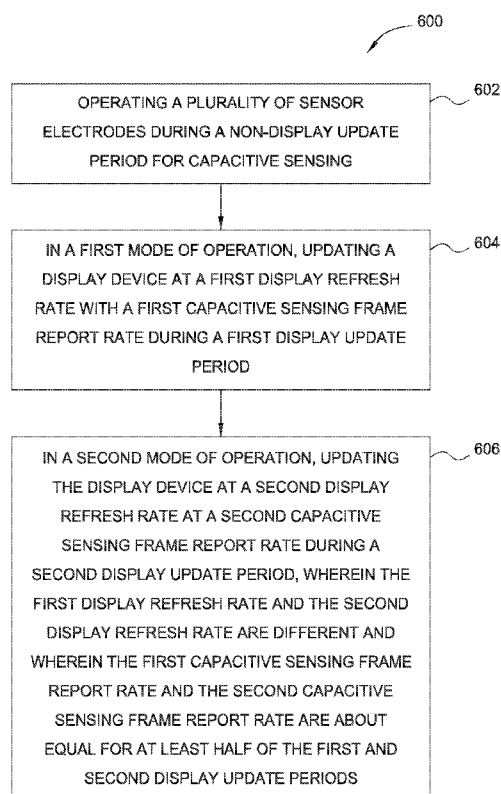 600
OPERATING A PLURALITY OF SENSOR
ELECTRODES DURING A NON-DISPLAY UPDATE
PERIOD FOR CAPACITIVE SENSING
602
IN A FIRST MODE OF OPERATION, UPDATING A
DISPLAY DEVICE AT A FIRST DISPLAY REFRESH
RATE WITH A FIRST CAPACITIVE SENSING FRAME
REPORT RATE DURING A FIRST DISPLAY UPDATE
PERIOD
604
IN A SECOND MODE OF OPERATION, UPDATING
THE DISPLAY DEVICE AT A SECOND DISPLAY
REFRESH RATE AT A SECOND CAPACITIVE
SENSING FRAME REPORT RATE DURING A
SECOND DISPLAY UPDATE PERIOD, WHEREIN THE
FIRST DISPLAY REFRESH RATE AND THE SECOND
DISPLAY REFRESH RATE ARE DIFFERENT AND
WHEREIN THE FIRST CAPACITIVE SENSING FRAME
REPORT RATE AND THE SECOND CAPACITIVE
SENSING FRAME REPORT RATE ARE ABOUT
EQUAL FOR AT LEAST HALF OF THE FIRST AND
SECOND DISPLAY UPDATE PERIODS
606